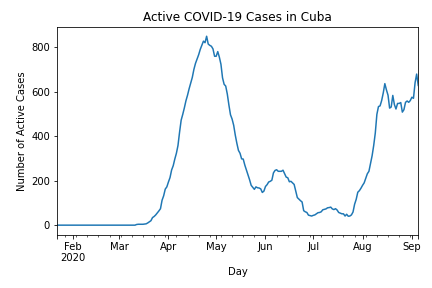 Active COVID-19 Cases in Cuba
Number of Active Cases
800
600
400
200
0
Feb Mar Apr May Jun Jul Aug Sep
2020
Day